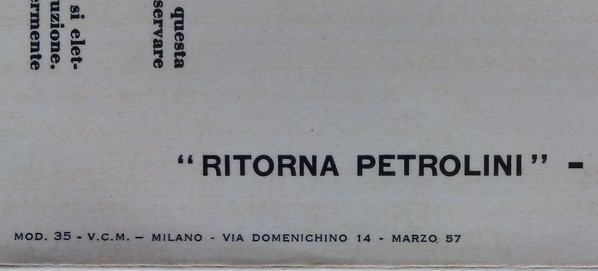 questa
servare
si elet-
uzione.
ermente
"RITORNA PETROLINI" -
MOD. 35 - V.C.M. — MILANO - VIA DOMENICHINO 14 - MARZO 57